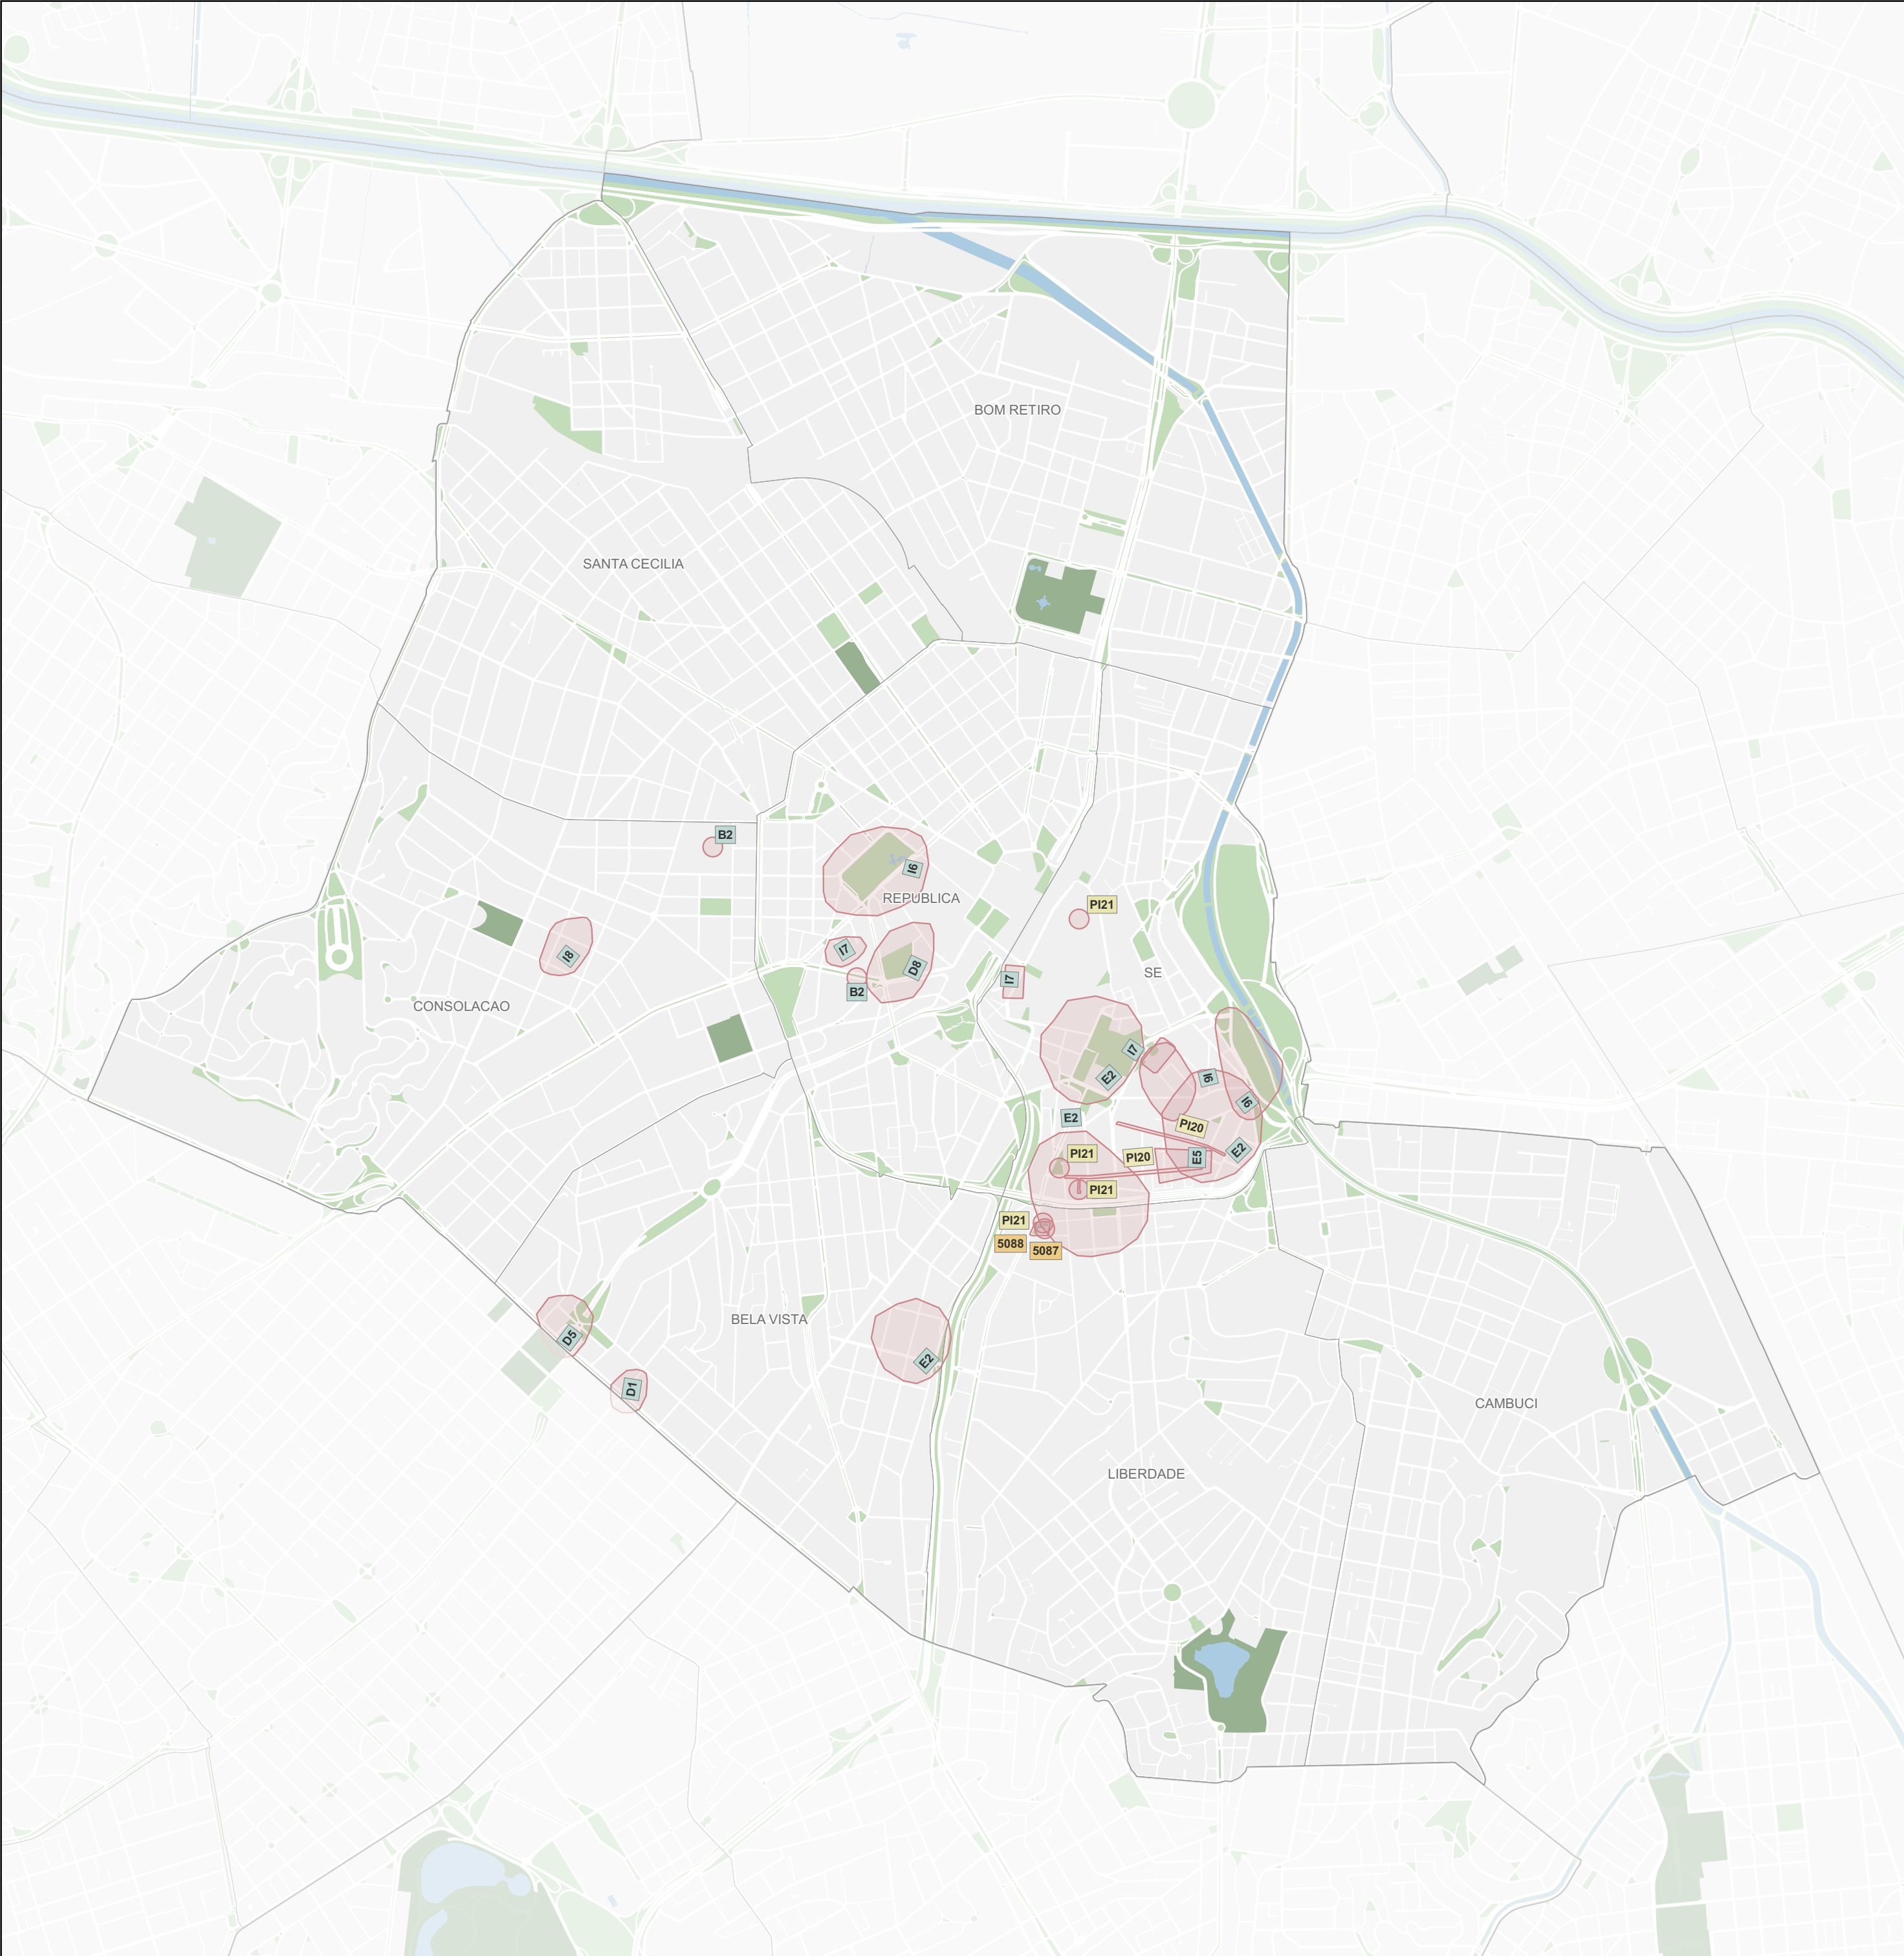 BOM RETIRO
SANTA CECILIA
B2
I6
REPUBLICA
PI21
I7
I8
D8
SE
I7
B2
CONSOLACAO
I7
E2
I6
I6
E2
PI20
E2
PI21
PI20
E5
PI21
PI21
5088
5087
BELA VISTA
D5
E2
D1
CAMBUCI
LIBERDADE